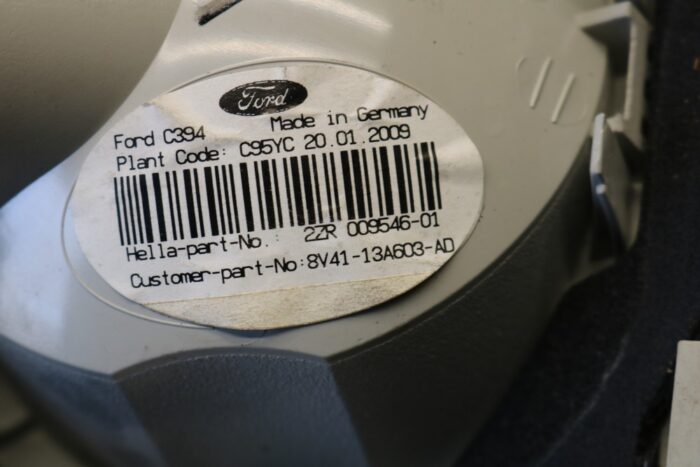 Ford
Ford C394 Made in Germany
Plant Code: C95YC 20.01.2009
Hella-part-No.: 2ZR 009546-01
Customer-part-No:8V41-13A603-AD